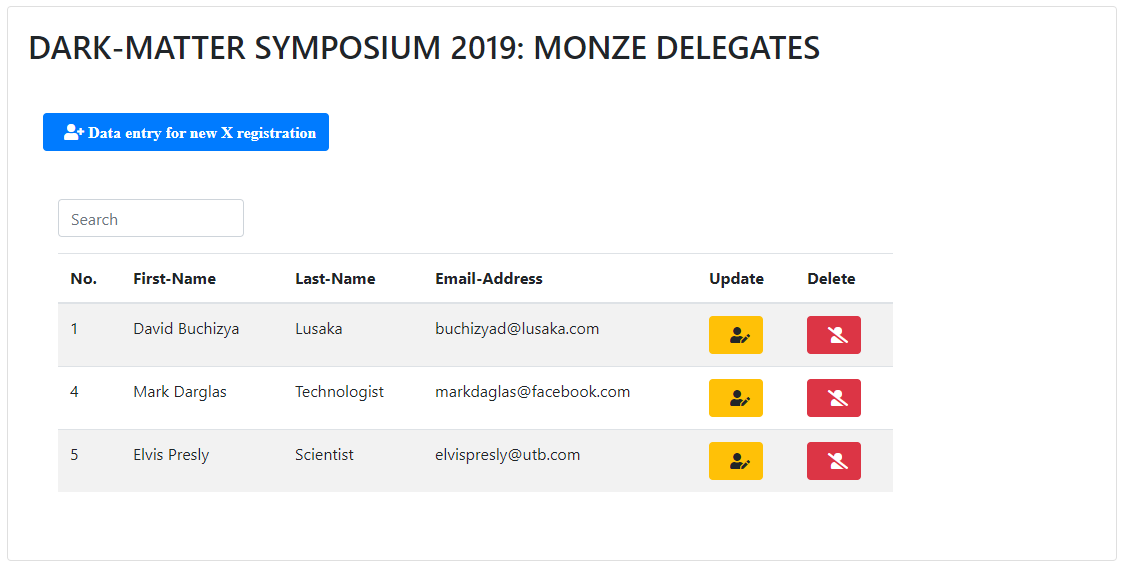 DARK-MATTER SYMPOSIUM 2019: MONZE DELEGATES
Data entry for new X registration
Search
No. First-Name Last-Name Email-Address Update Delete
1 David Buchizya Lusaka buchizyad@lusaka.com
4 Mark Darglas Technologist markdaglas@facebook.com
5 Elvis Presly Scientist elvispresly@utb.com